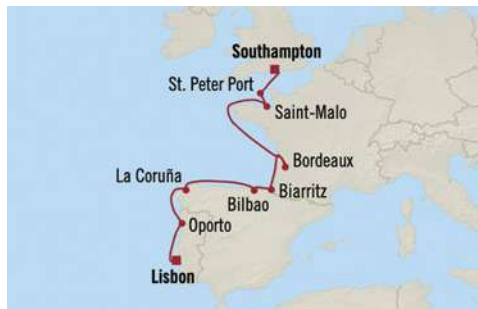 Southampton
St. Peter Port
Saint-Malo
Bordeaux
La Coruña
Biarritz
Bilbao
Oporto
Lisbon